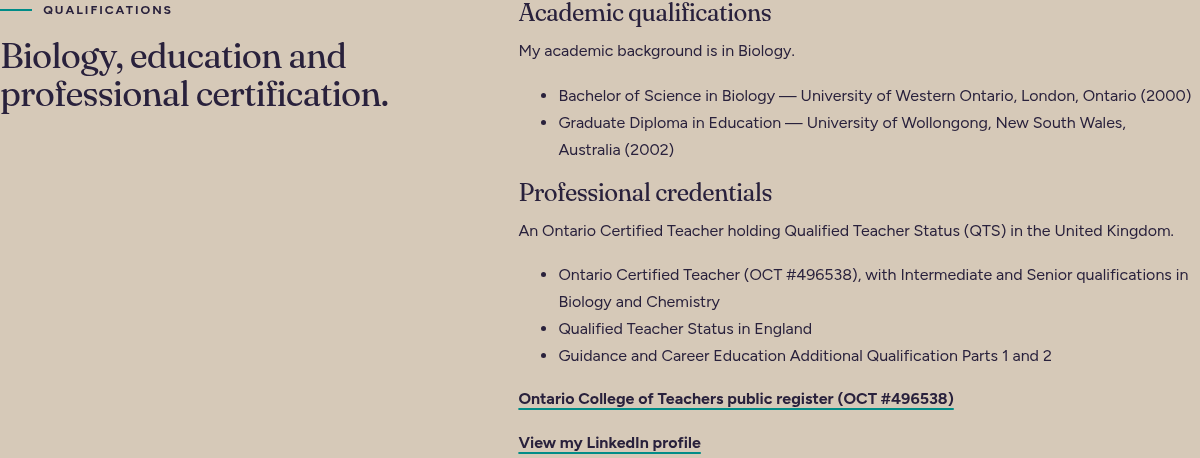 QUALIFICATIONS
Biology, education and
professional certification.
Academic qualifications
My academic background is in Biology.
• Bachelor of Science in Biology — University of Western Ontario, London, Ontario (2000)
• Graduate Diploma in Education — University of Wollongong, New South Wales,
Australia (2002)
Professional credentials
An Ontario Certified Teacher holding Qualified Teacher Status (QTS) in the United Kingdom.
• Ontario Certified Teacher (OCT #496538), with Intermediate and Senior qualifications in
Biology and Chemistry
• Qualified Teacher Status in England
• Guidance and Career Education Additional Qualification Parts 1 and 2
Ontario College of Teachers public register (OCT #496538)
View my LinkedIn profile